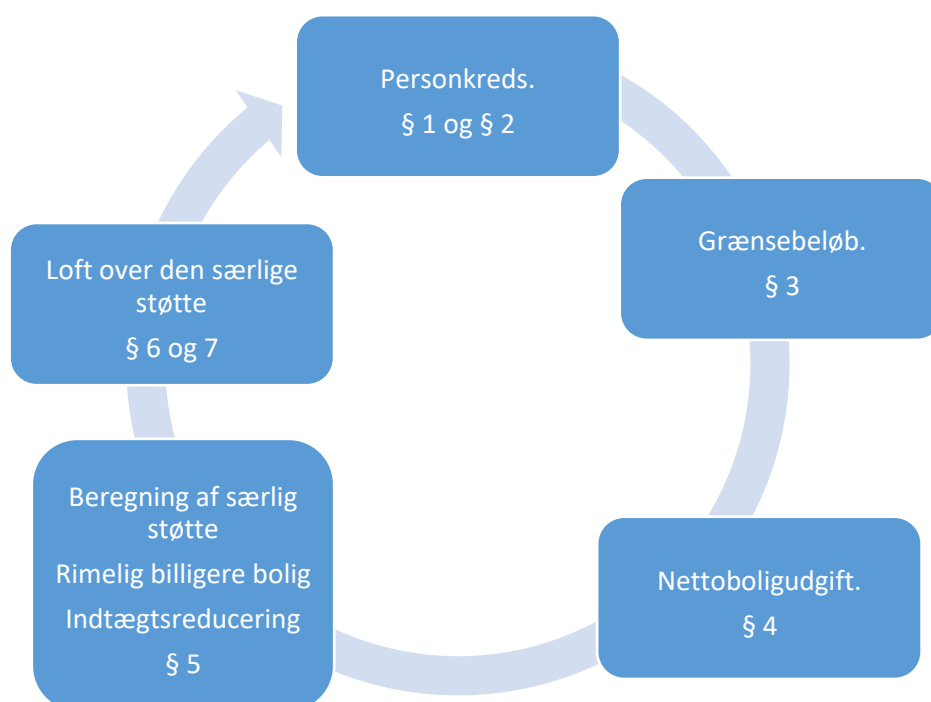 Personkreds.
§ 1 og § 2
Grænsebeløb.
§ 3
Nettoboligudgift.
§ 4
Beregning af særlig
støtte
Rimelig billigere bolig
Indtægtsreducering
§ 5
Loft over den særlige
støtte
§ 6 og 7